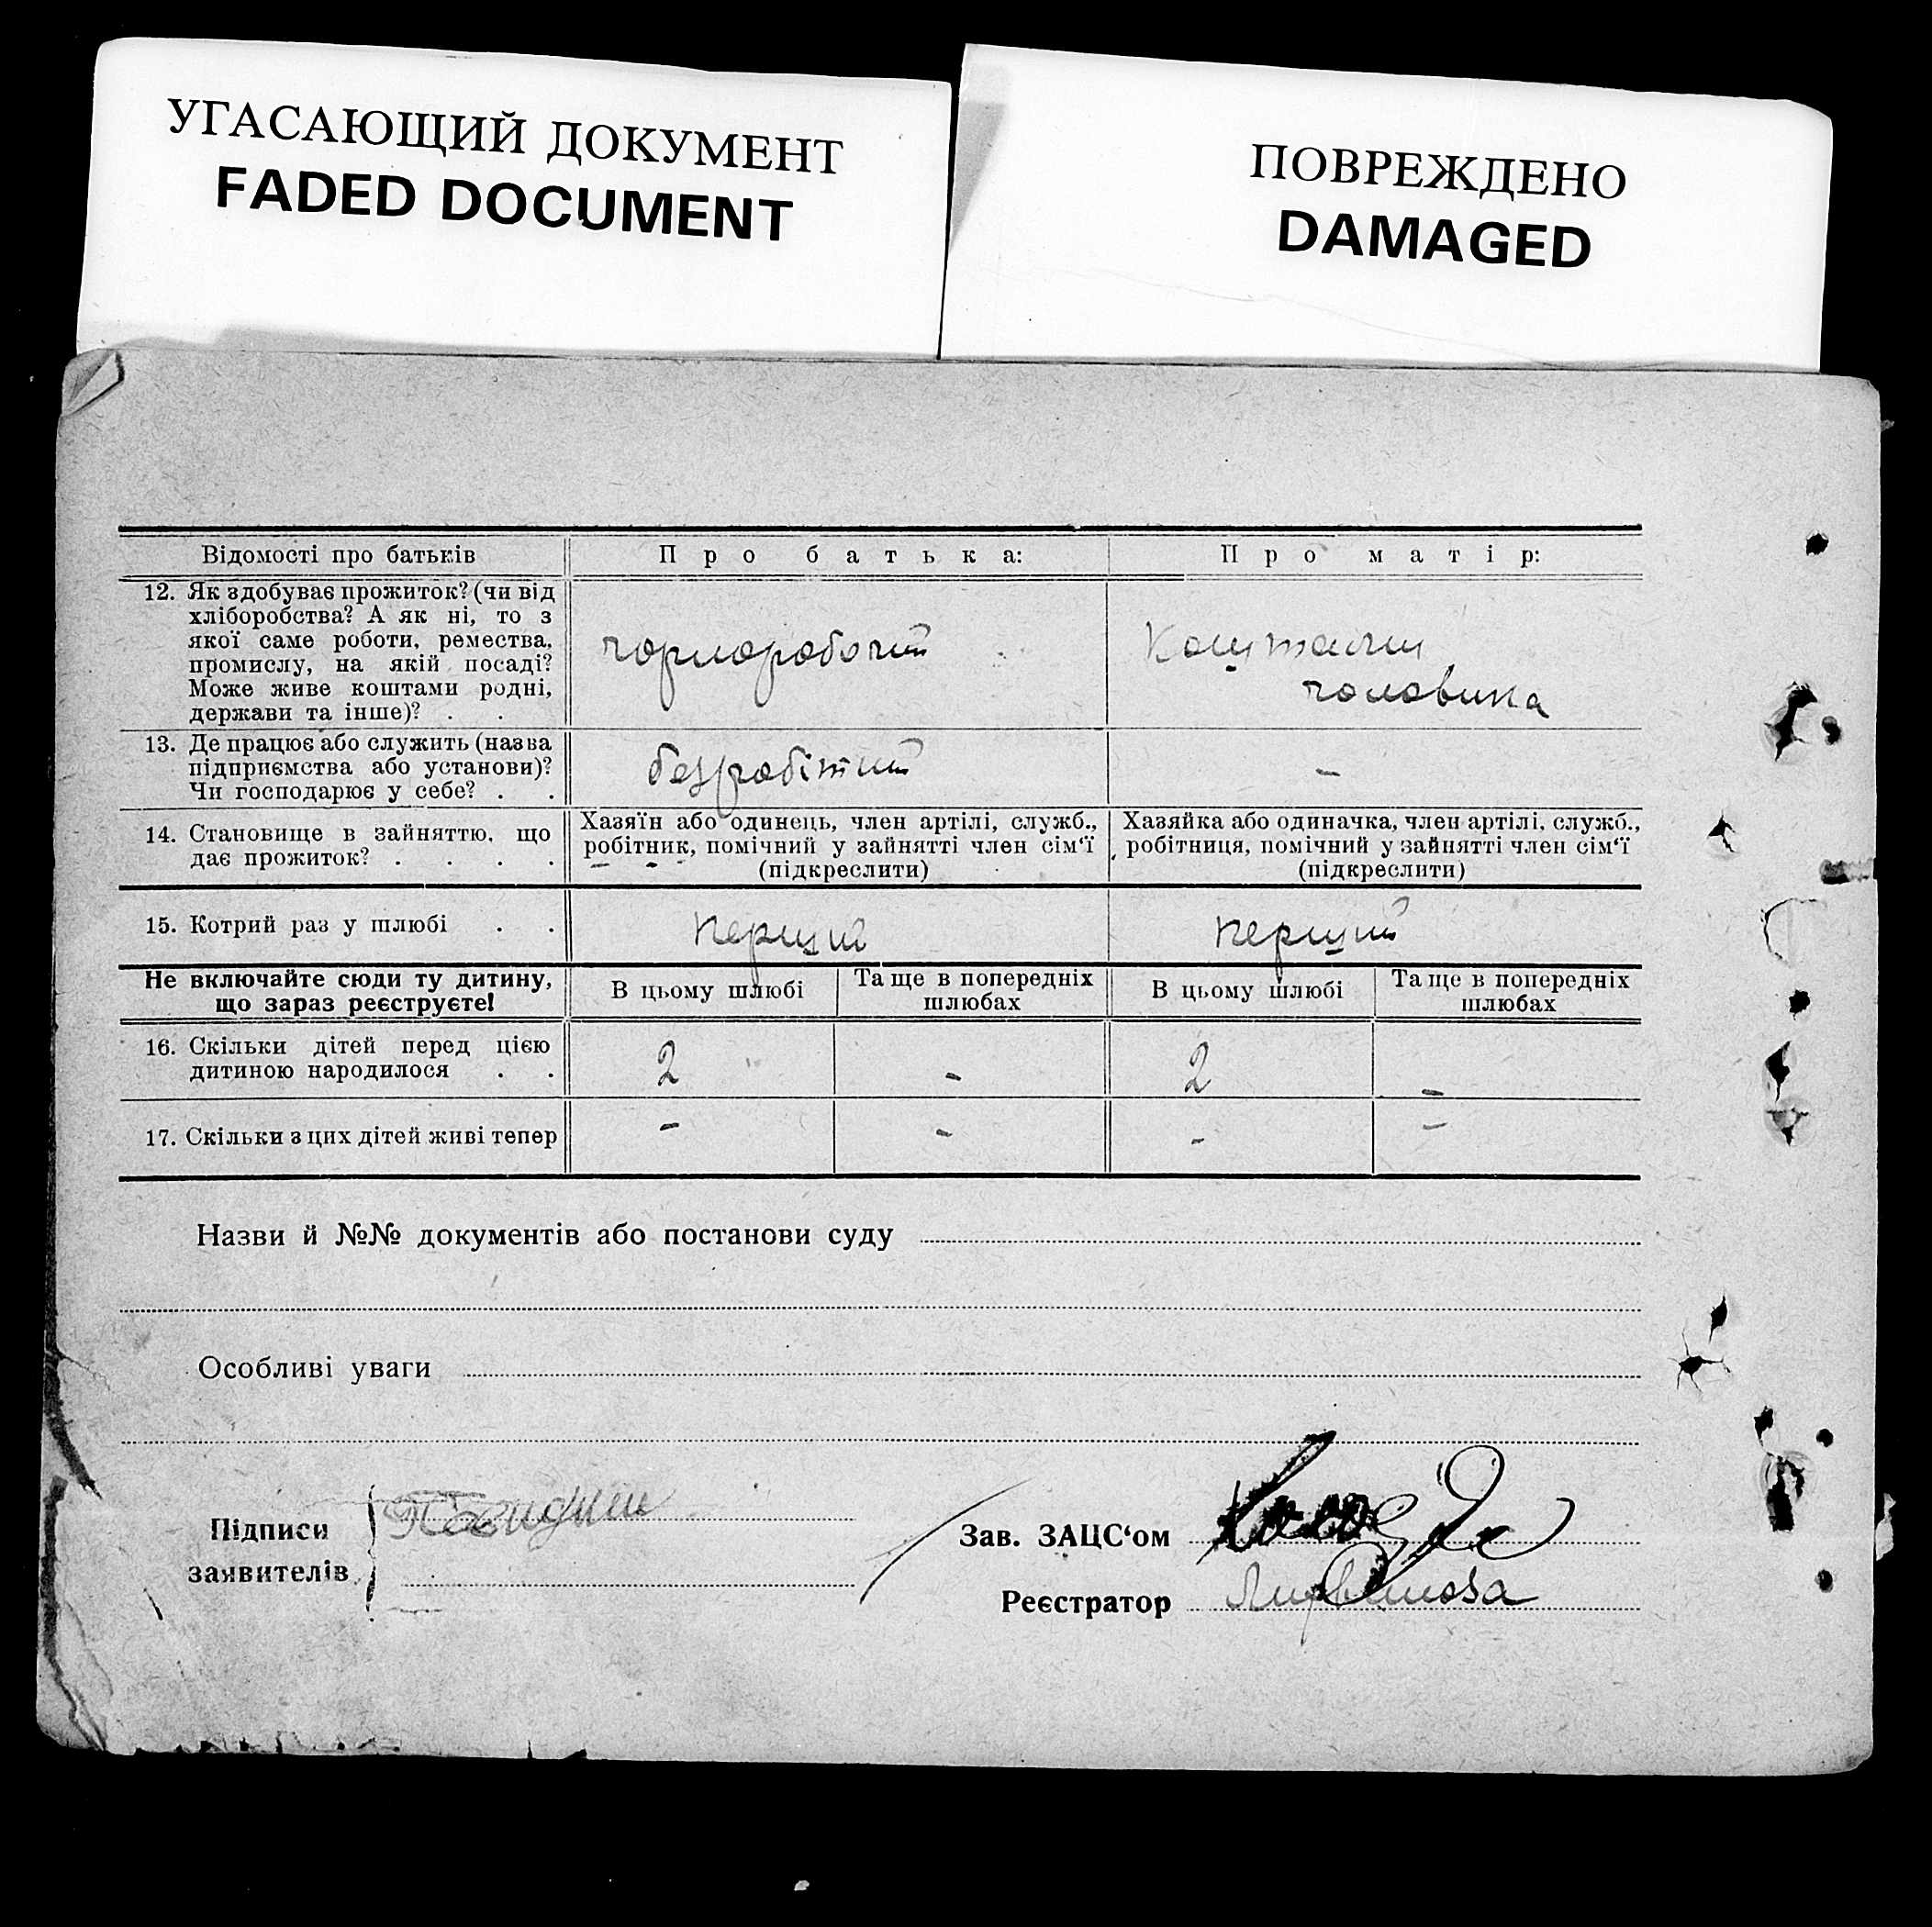 УГАСАЮЩИЙ ДОКУМЕНТ
FADED DOCUMENT
ПОВРЕЖДЕНО
DAMAGED
Відомості про батьків
Про батька:
Про матір:
12. Як здобуває прожиток? (чи від
хліборобства? А як ні, то з
якої саме роботи, ремества,
промислу, на якій посаді?
Може живе коштами родні,
держави та інше)? . .
чорноробочий
Коштами
чоловика
13. Де працює або служить (назва
підприємства або установи)?
Чи господарює у себе? . .
безробітний
-
14. Становище в зайняттю, що
дає прожиток? . . . .
Хазяїн або одинець, член артілі, служб.,
робітник, помічний у зайнятті член сім'ї
(підкреслити)
Хазяйка або одиначка, член артілі, служб.,
робітниця, помічний у зайнятті член сім'ї
(підкреслити)
15. Котрий раз у шлюбі . .
перший
перший
Не включайте сюди ту дитину,
що зараз реєструєте!
В цьому шлюбі
Та ще в попередніх
шлюбах
В цьому шлюбі
Та ще в попередніх
шлюбах
16. Скільки дітей перед цією
дитиною народилося . .
2
-
2
-
17. Скільки з цих дітей живі тепер
-
-
-
-
Назви й №№ документів або постанови суду
Особливі уваги
Підписи
заявителів
Зав. ЗАЦС‘ом
Реєстратор